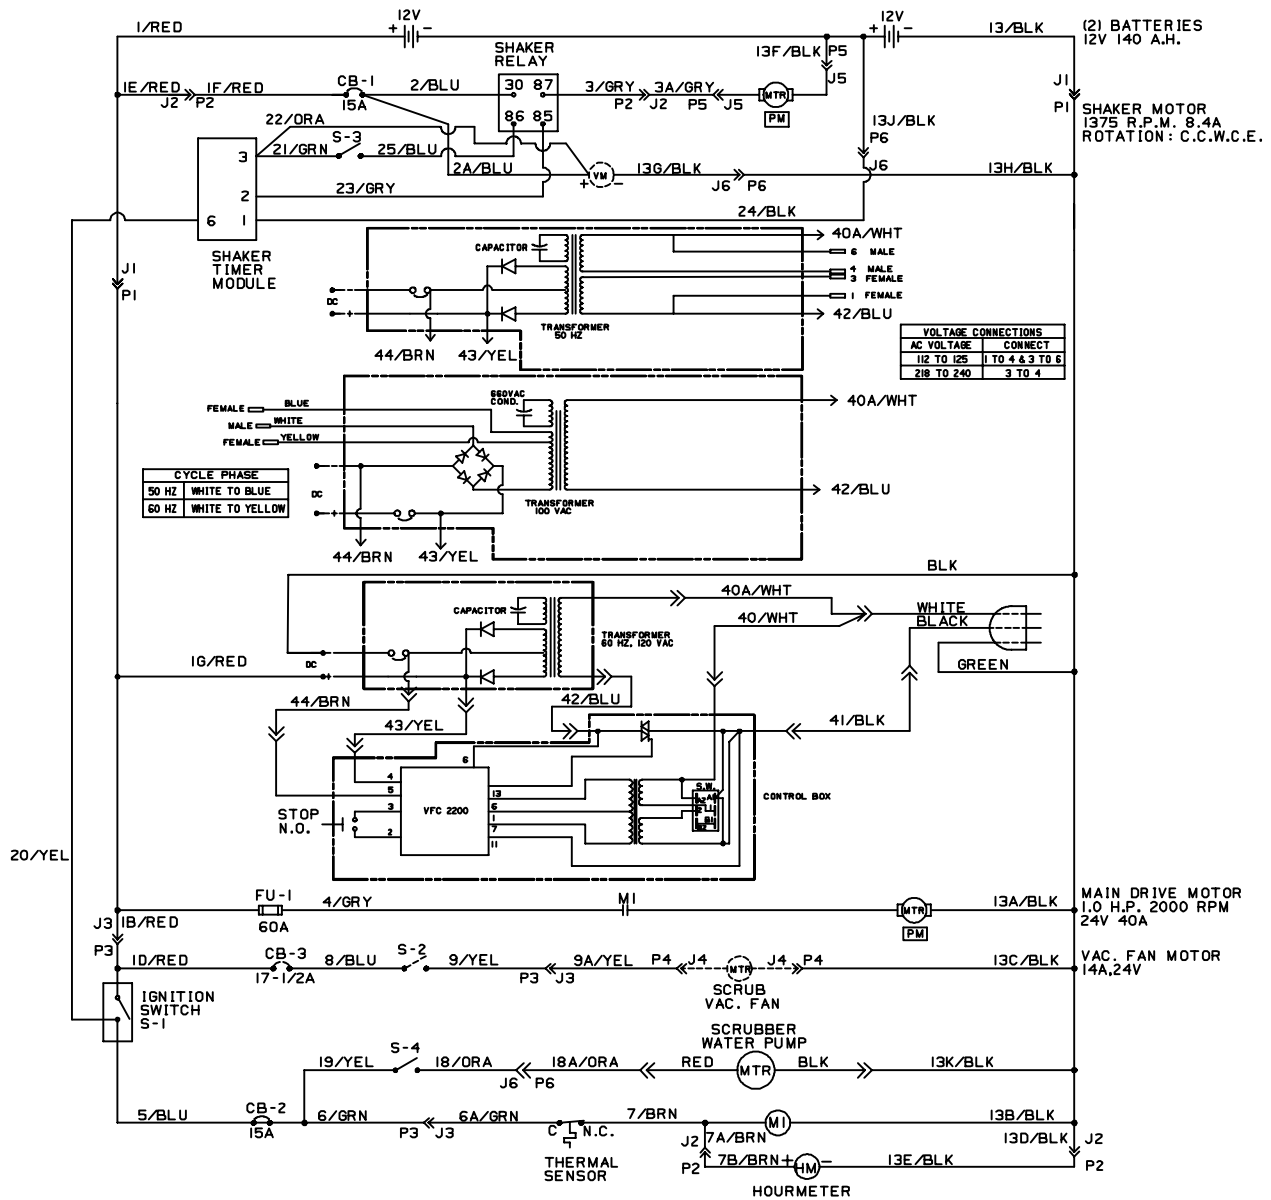 1/RED
12V
+
-
12V
+
-
13/BLK
(2) BATTERIES
12V 140 A.H.
SHAKER
RELAY
13F/BLK
P5
J5
1E/RED
J2
P2
1F/RED
CB-1
15A
2/BLU
30 87
86 85
3/GRY
P2
J2
3A/GRY
P5
J5
MTR
PM
J1
P1
SHAKER MOTOR
1375 R.P.M. 8.4A
ROTATION: C.C.W.C.E.
22/ORA
S-3
21/GRN
25/BLU
2A/BLU
13J/BLK
P6
J6
3
2
6
1
23/GRY
+
VM
-
13G/BLK
J6
P6
13H/BLK
24/BLK
SHAKER
TIMER
MODULE
J1
P1
CAPACITOR
40A/WHT
6 MALE
4 MALE
3 FEMALE
1 FEMALE
42/BLU
-
DC
+
TRANSFORMER
50 HZ
44/BRN
43/YEL
VOLTAGE CONNECTIONS
AC VOLTAGE CONNECT
112 TO 125 1 TO 4 & 3 TO 6
218 TO 240 3 TO 4
660VAC
COND.
40A/WHT
FEMALE
BLUE
MALE
WHITE
FEMALE
YELLOW
CYCLE PHASE
50 HZ WHITE TO BLUE
60 HZ WHITE TO YELLOW
-
DC
+
42/BLU
TRANSFORMER
100 VAC
44/BRN
43/YEL
BLK
40A/WHT
CAPACITOR
40/WHT
WHITE
BLACK
GREEN
TRANSFORMER
60 HZ, 120 VAC
1G/RED
-
DC
+
44/BRN
42/BLU
43/YEL
41/BLK
6
4
5
3
2
VFC 2200
13
6
1
7
11
STOP
N.O.
S.W.
CONTROL BOX
20/YEL
FU-1
60A
4/GRY
M1
MTR
PM
13A/BLK
MAIN DRIVE MOTOR
1.0 H.P. 2000 RPM
24V 40A
J3
1B/RED
P3
1D/RED
CB-3
17-1/2A
8/BLU
S-2
9/YEL
P3
J3
9A/YEL
P4
J4
MTR
J4
P4
13C/BLK
VAC. FAN MOTOR
14A,24V
SCRUB
VAC. FAN
IGNITION
SWITCH
S-1
SCRUBBER
WATER PUMP
19/YEL
S-4
18/ORA
J6
P6
18A/ORA
RED
MTR
BLK
13K/BLK
5/BLU
CB-2
15A
6/GRN
P3
J3
6A/GRN
C
N.C.
THERMAL
SENSOR
7/BRN
M1
13B/BLK
J2
7A/BRN
P2
7B/BRN
+
HM
-
13E/BLK
13D/BLK
J2
P2
HOURMETER